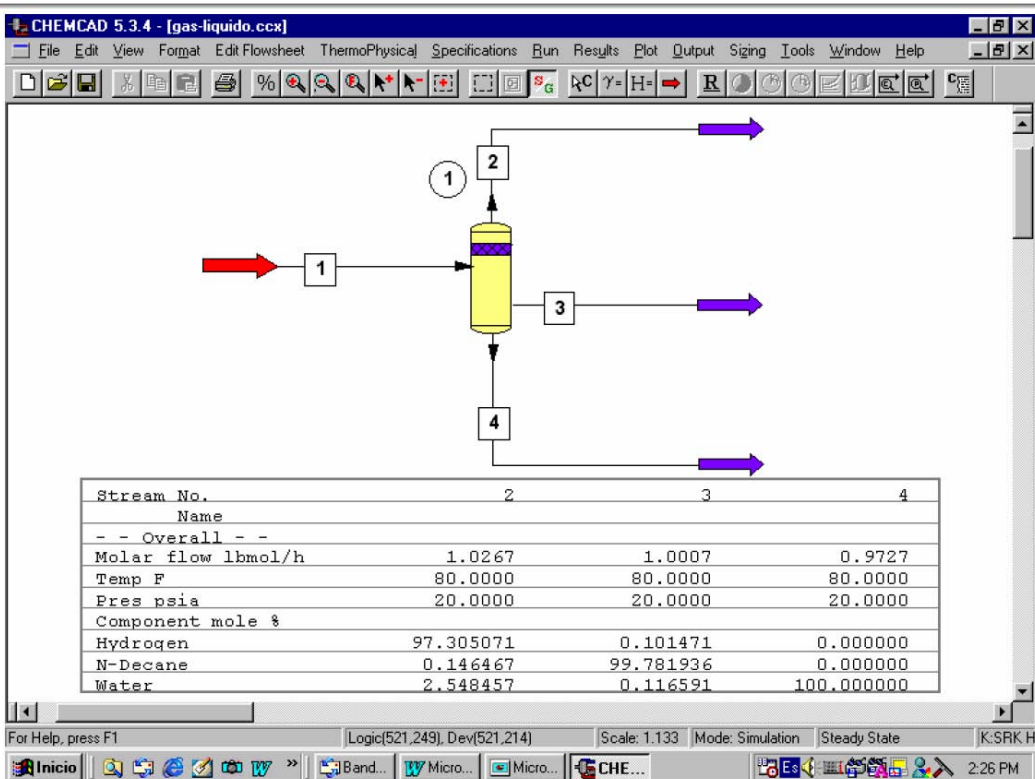 CHEMCAD 5.3.4 - [gas-liquido.ccx]
File Edit View Format Edit Flowsheet ThermoPhysical Specifications Run Results Plot Output Sizing Tools Window Help
% S G C γ= H= R C
2
1
1
3
4
Stream No. 2 3 4
Name
- - Overall - -
Molar flow lbmol/h 1.0267 1.0007 0.9727
Temp F 80.0000 80.0000 80.0000
Pres psia 20.0000 20.0000 20.0000
Component mole %
Hydrogen 97.305071 0.101471 0.000000
N-Decane 0.146467 99.781936 0.000000
Water 2.548457 0.116591 100.000000
For Help, press F1 Logic(521,249), Dev(521,214) Scale: 1.133 Mode: Simulation Steady State K:SRK H
Inicio » Band... Micro... Micro... CHE... Es 2:26 PM